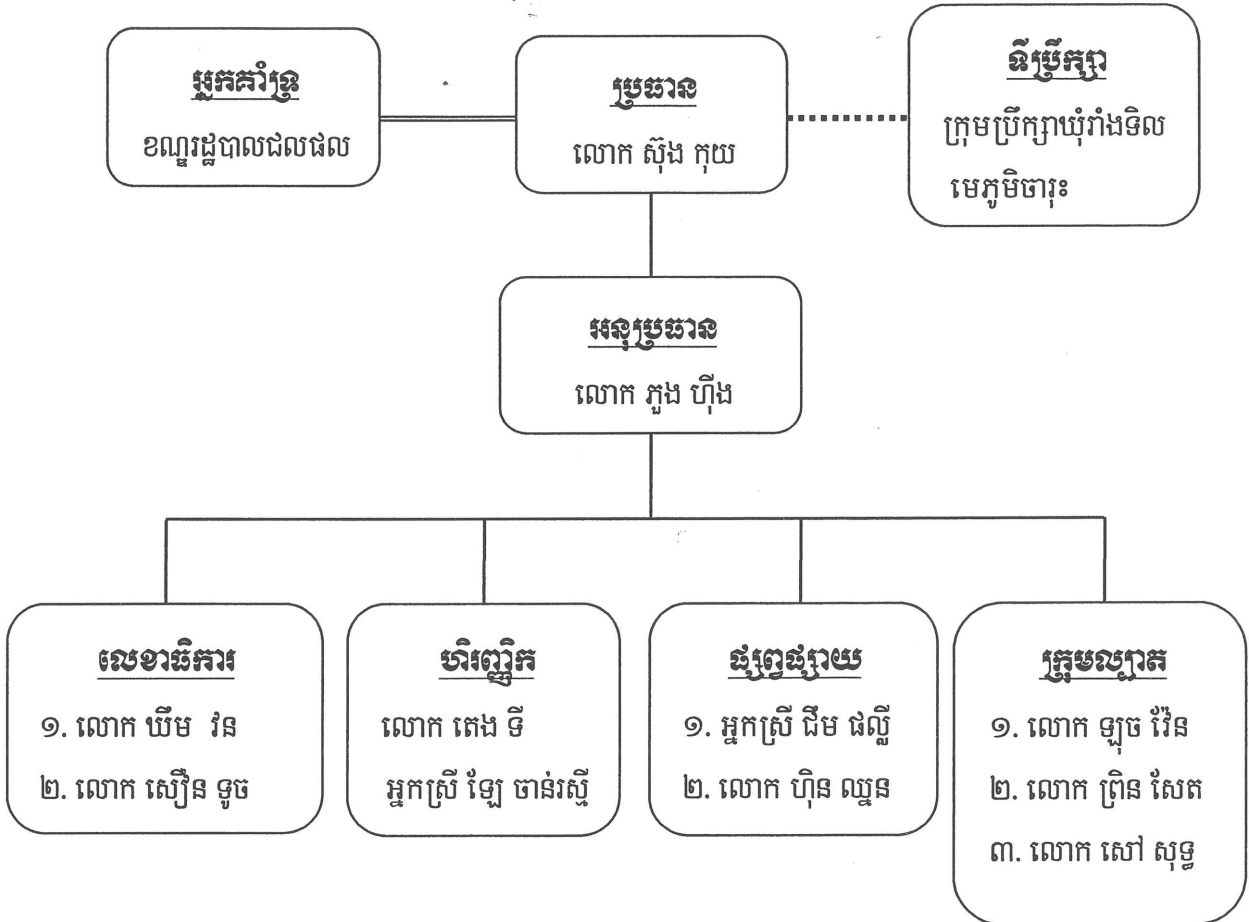 អ្នកគាំទ្រ
ខណ្ឌរដ្ឋបាលជលផល
ប្រធាន
លោក ស៊ុង កុយ
ទីប្រឹក្សា
ក្រុមប្រឹក្សាឃុំរាំងទិល
មេភូមិចារុះ
អនុប្រធាន
លោក ភួង ហ៊ីង
លេខាធិការ
១. លោក ឃឹម វន
២. លោក សឿន ទូច
ហិរញ្ញិក
លោក តេង ទី
អ្នកស្រី ឡែ ចាន់រស្មី
ផ្សព្វផ្សាយ
១. អ្នកស្រី ជឹម ផល្លី
២. លោក ហ៊ិន ឈ្នន
ក្រុមល្បាត
១. លោក ឡុច វ៉ែន
២. លោក ព្រិន សែត
៣. លោក សៅ សុទ្ធ